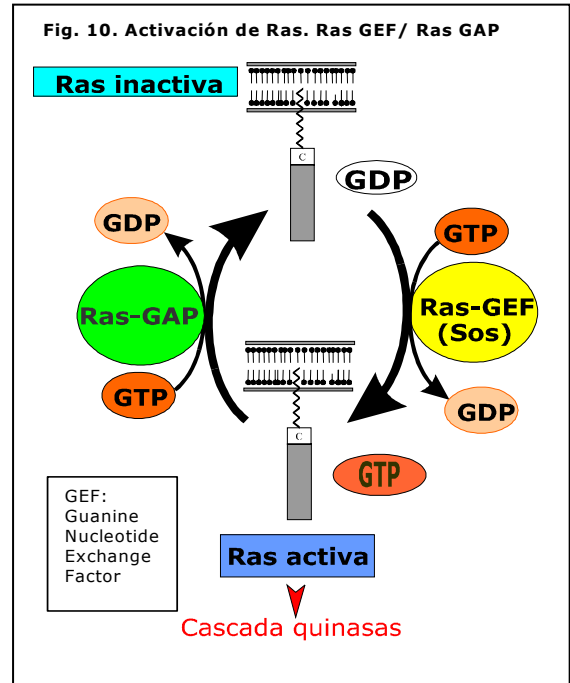 Fig. 10. Activación de Ras. Ras GEF/ Ras GAP
Ras inactiva
C
GDP
GDP
GTP
Ras-GAP
Ras-GEF
(Sos)
GTP
GDP
C
GTP
GEF:
Guanine
Nucleotide
Exchange
Factor
Ras activa
Cascada quinasas